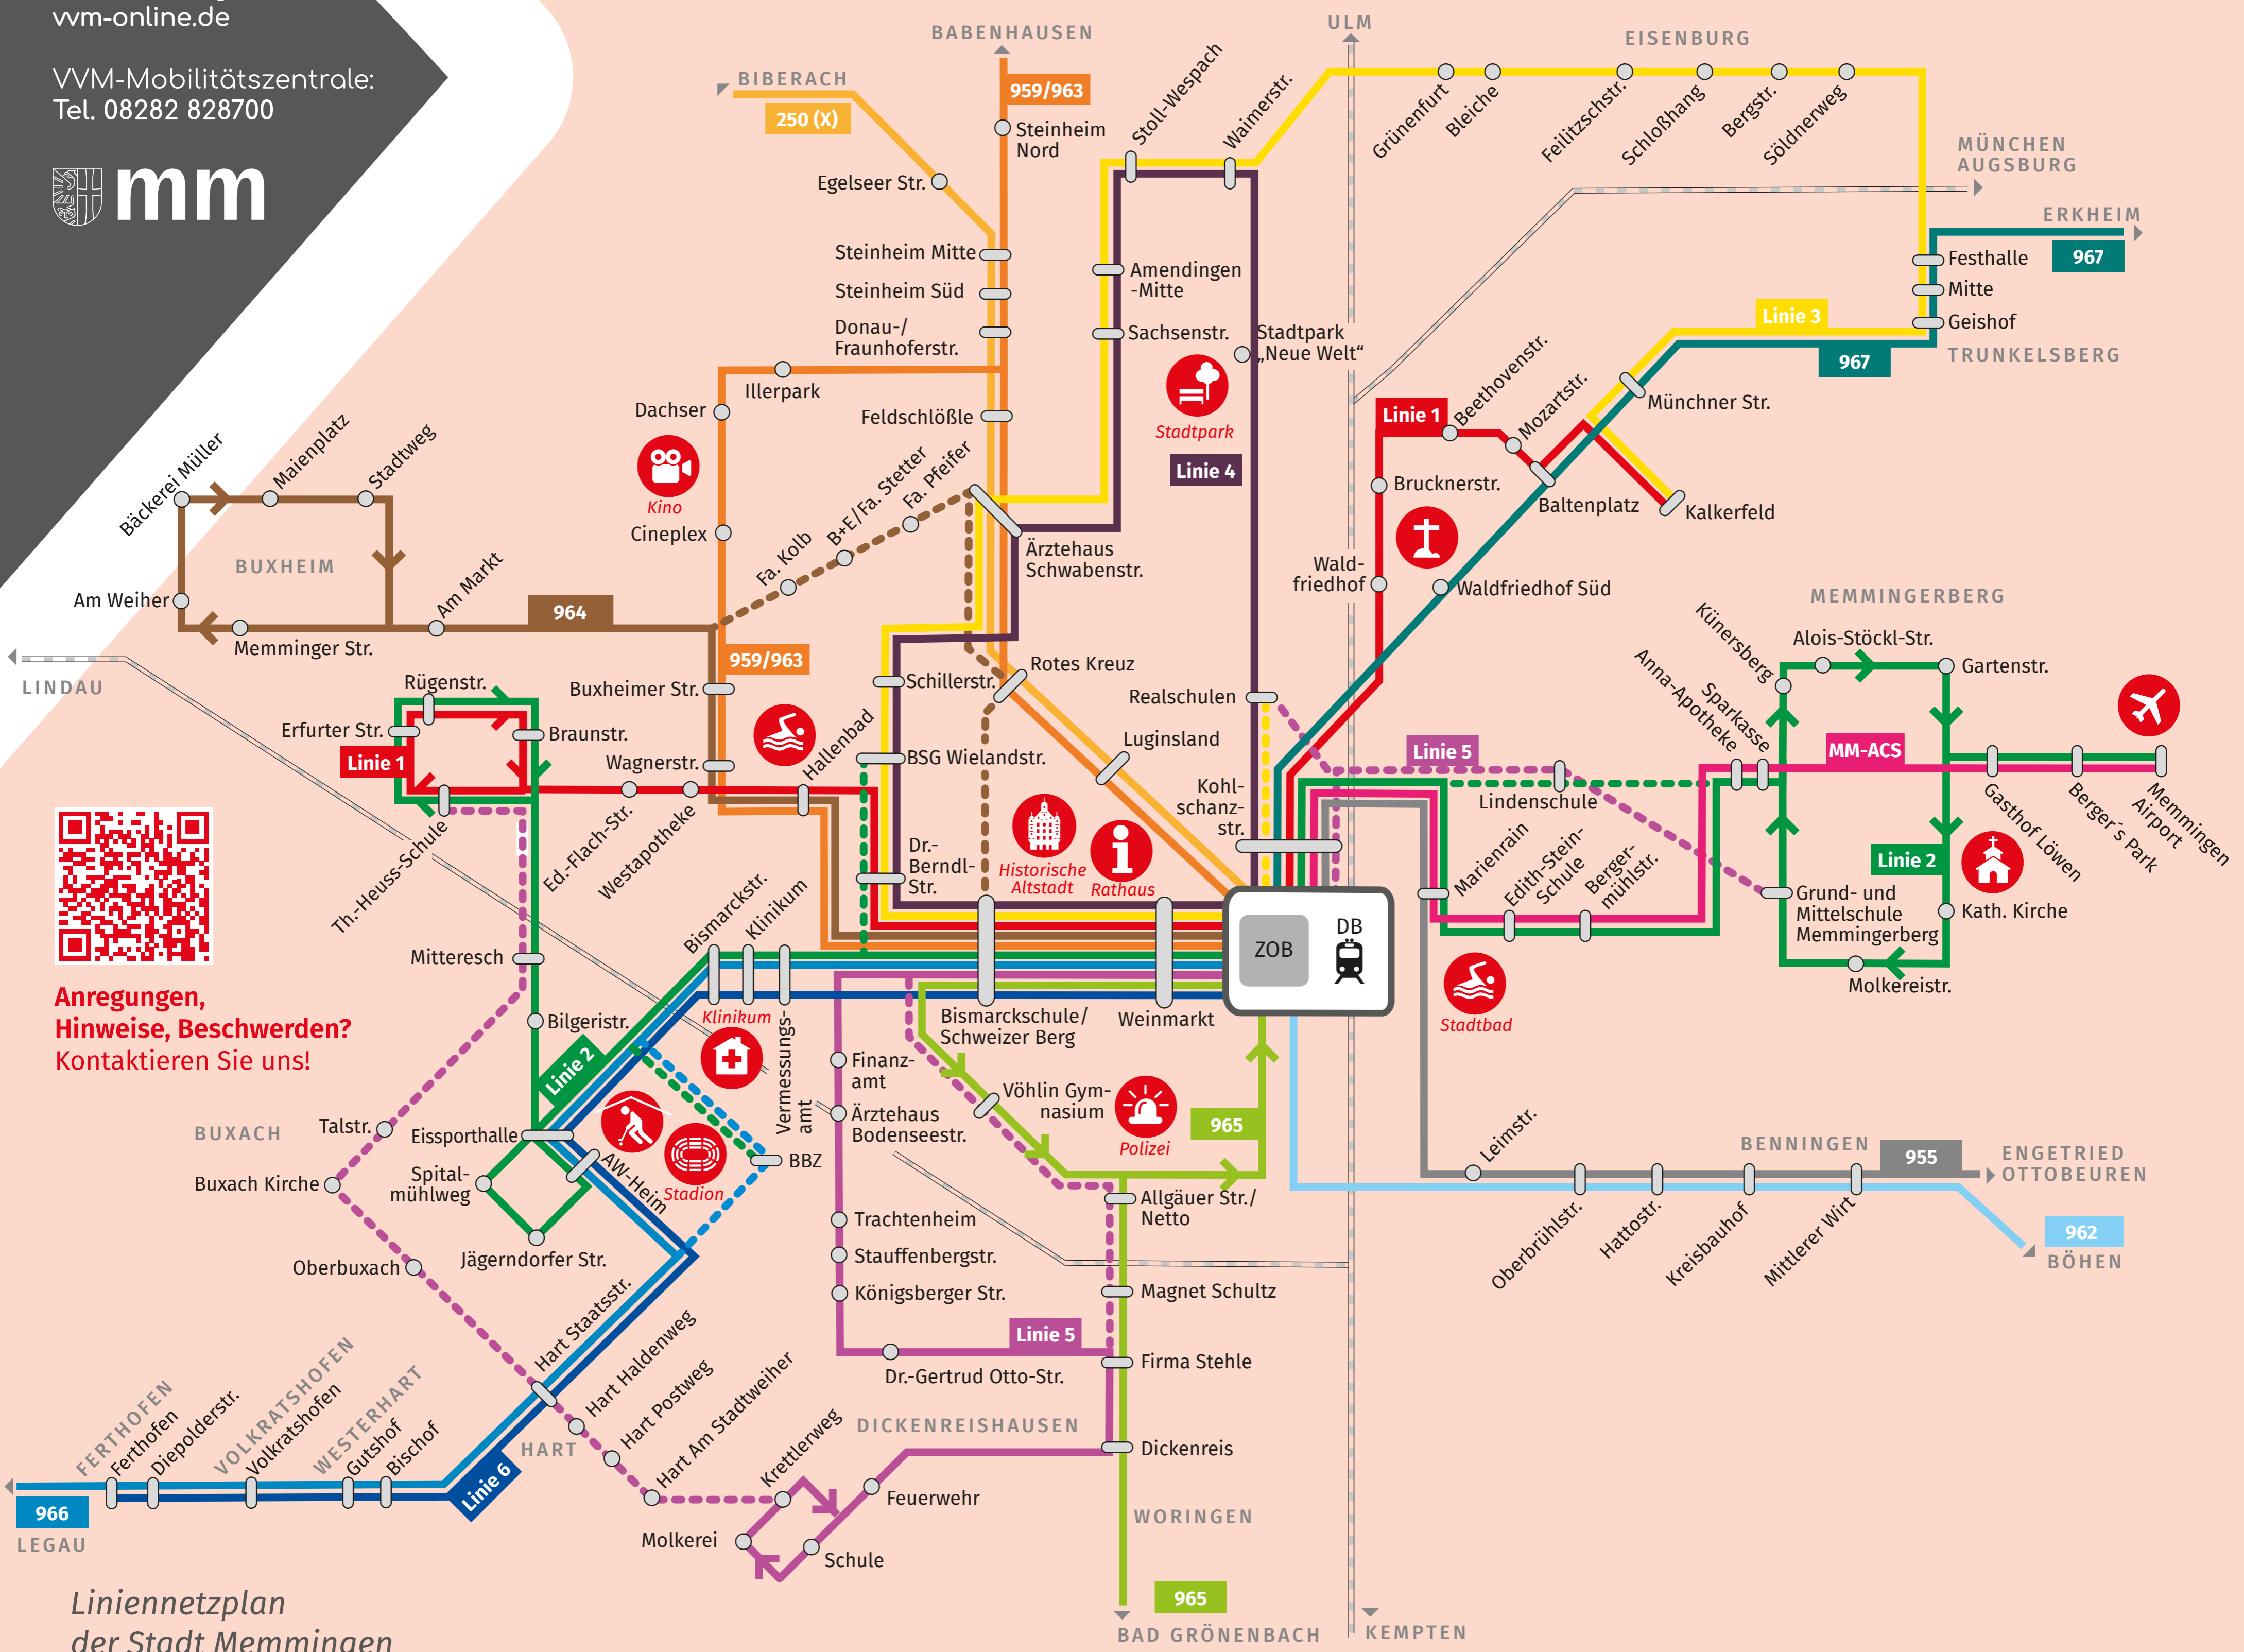 vvm-online.de
VVM-Mobilitätszentrale:
Tel. 08282 828700
mm
BABENHAUSEN
BIBERACH
250 (X)
959/963
Steinheim
Nord
Egelseer Str.
Steinheim Mitte
Steinheim Süd
Donau-/
Fraunhoferstr.
Illerpark
Dachser
Kino
Cineplex
Feldschlößle
Stoll-Wespach
Waimerstr.
Amendingen
-Mitte
Sachsenstr.
Stadtpark
„Neue Welt“
Stadtpark
Linie 4
ULM
EISENBURG
Grünenfurt
Bleiche
Feilitzschstr.
Schloßhang
Bergstr.
Söldnerweg
MÜNCHEN
AUGSBURG
ERKHEIM
967
Festhalle
Mitte
Geishof
TRUNKELSBERG
Linie 3
967
Münchner Str.
Linie 1
Beethovenstr.
Mozartstr.
Brucknerstr.
Baltenplatz
Kalkerfeld
Wald-
friedhof
Waldfriedhof Süd
Bäckerei Müller
Maienplatz
Stadtweg
BUXHEIM
Am Weiher
Memminger Str.
Am Markt
964
Fa. Kolb
B+E/Fa. Stetter
Fa. Pfeifer
Ärztehaus
Schwabenstr.
959/963
LINDAU
Rügenstr.
Erfurter Str.
Linie 1
Braunstr.
Buxheimer Str.
Wagnerstr.
Hallenbad
Schillerstr.
BSG Wielandstr.
Rotes Kreuz
Luginsland
Realschulen
Kohl-
schanz-
str.
Th.-Heuss-Schule
Ed.-Flach-Str.
Westapotheke
Dr.-
Berndl-
Str.
Historische
Altstadt
Rathaus
Linie 5
Lindenschule
MEMMINGERBERG
Künersberg
Alois-Stöckl-Str.
Gartenstr.
Anna-Apotheke
Sparkasse
MM-ACS
Gasthof Löwen
Berger´s Park
Memmingen
Airport
Linie 2
Kath. Kirche
Grund- und
Mittelschule
Memmingerberg
Molkereistr.
Marienrain
Edith-Stein-
Schule
Berger-
mühlstr.
Stadtbad
ZOB
DB
Anregungen,
Hinweise, Beschwerden?
Kontaktieren Sie uns!
Mitteresch
Bilgeristr.
Bismarckstr.
Klinikum
Klinikum
Vermessungs-
amt
Bismarckschule/
Schweizer Berg
Weinmarkt
Linie 2
BUXACH
Talstr.
Buxach Kirche
Oberbuxach
Eissporthalle
Spital-
mühlweg
Jägerndorfer Str.
AW-Heim
Stadion
BBZ
Finanz-
amt
Ärztehaus
Bodenseestr.
Trachtenheim
Stauffenbergstr.
Königsberger Str.
Vöhlin Gym-
nasium
Polizei
965
Allgäuer Str./
Netto
Magnet Schultz
Linie 5
Dr.-Gertrud Otto-Str.
Firma Stehle
DICKENREISHAUSEN
Dickenreis
Leimstr.
BENNINGEN
955
ENGETRIED
OTTOBEUREN
Oberbrühlstr.
Hattostr.
Kreisbauhof
Mittlerer Wirt
962
BÖHEN
Hart Staatsstr.
Hart Haldenweg
Hart Postweg
Hart Am Stadtweiher
HART
Krettlerweg
Feuerwehr
Molkerei
Schule
FERTHOFEN
Ferthofen
Diepolderstr.
VOLKRATSHOFEN
Volkratshofen
WESTERHART
Gutshof
Bischof
Linie 6
966
LEGAU
WORINGEN
965
BAD GRÖNENBACH
KEMPTEN
Liniennetzplan
der Stadt Memmingen